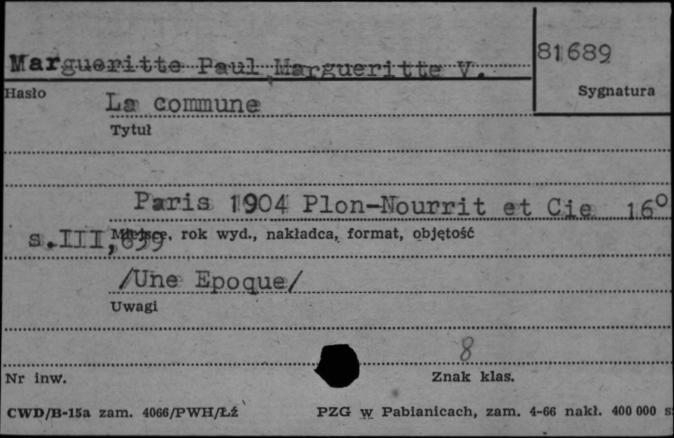 Margueritte Paul Margueritte V.
81689
Hasło
Sygnatura
La commune
Tytuł
Paris 1904 Plon-Nourrit et Cie 16°
s.III,
Miejsce, rok wyd., nakładca, format, objętość
/Une Epoque/
Uwagi
8
Nr inw.
Znak klas.
CWD/B-15a zam. 4066/PWH/Łź
PZG w Pabianicach, zam. 4-66 nakł. 400 000 s